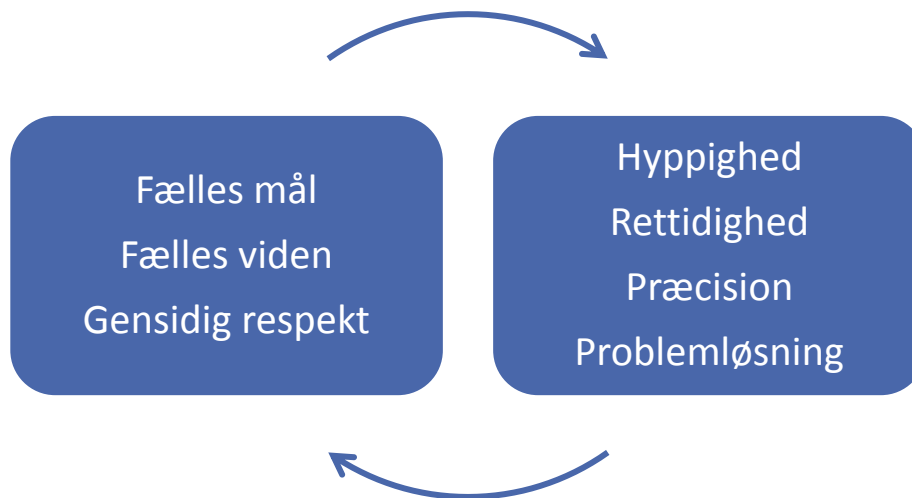 Fælles mål
Fælles viden
Gensidig respekt
Hyppighed
Rettidighed
Præcision
Problemløsning